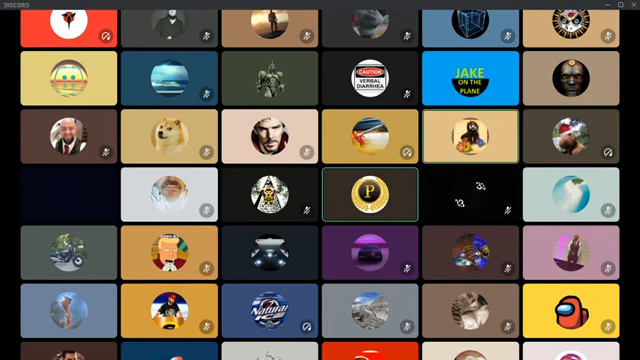 DISCORD
CAUTION
VERBAL
DIARRHEA
JAKE
ON THE
PLANE
P
Natural